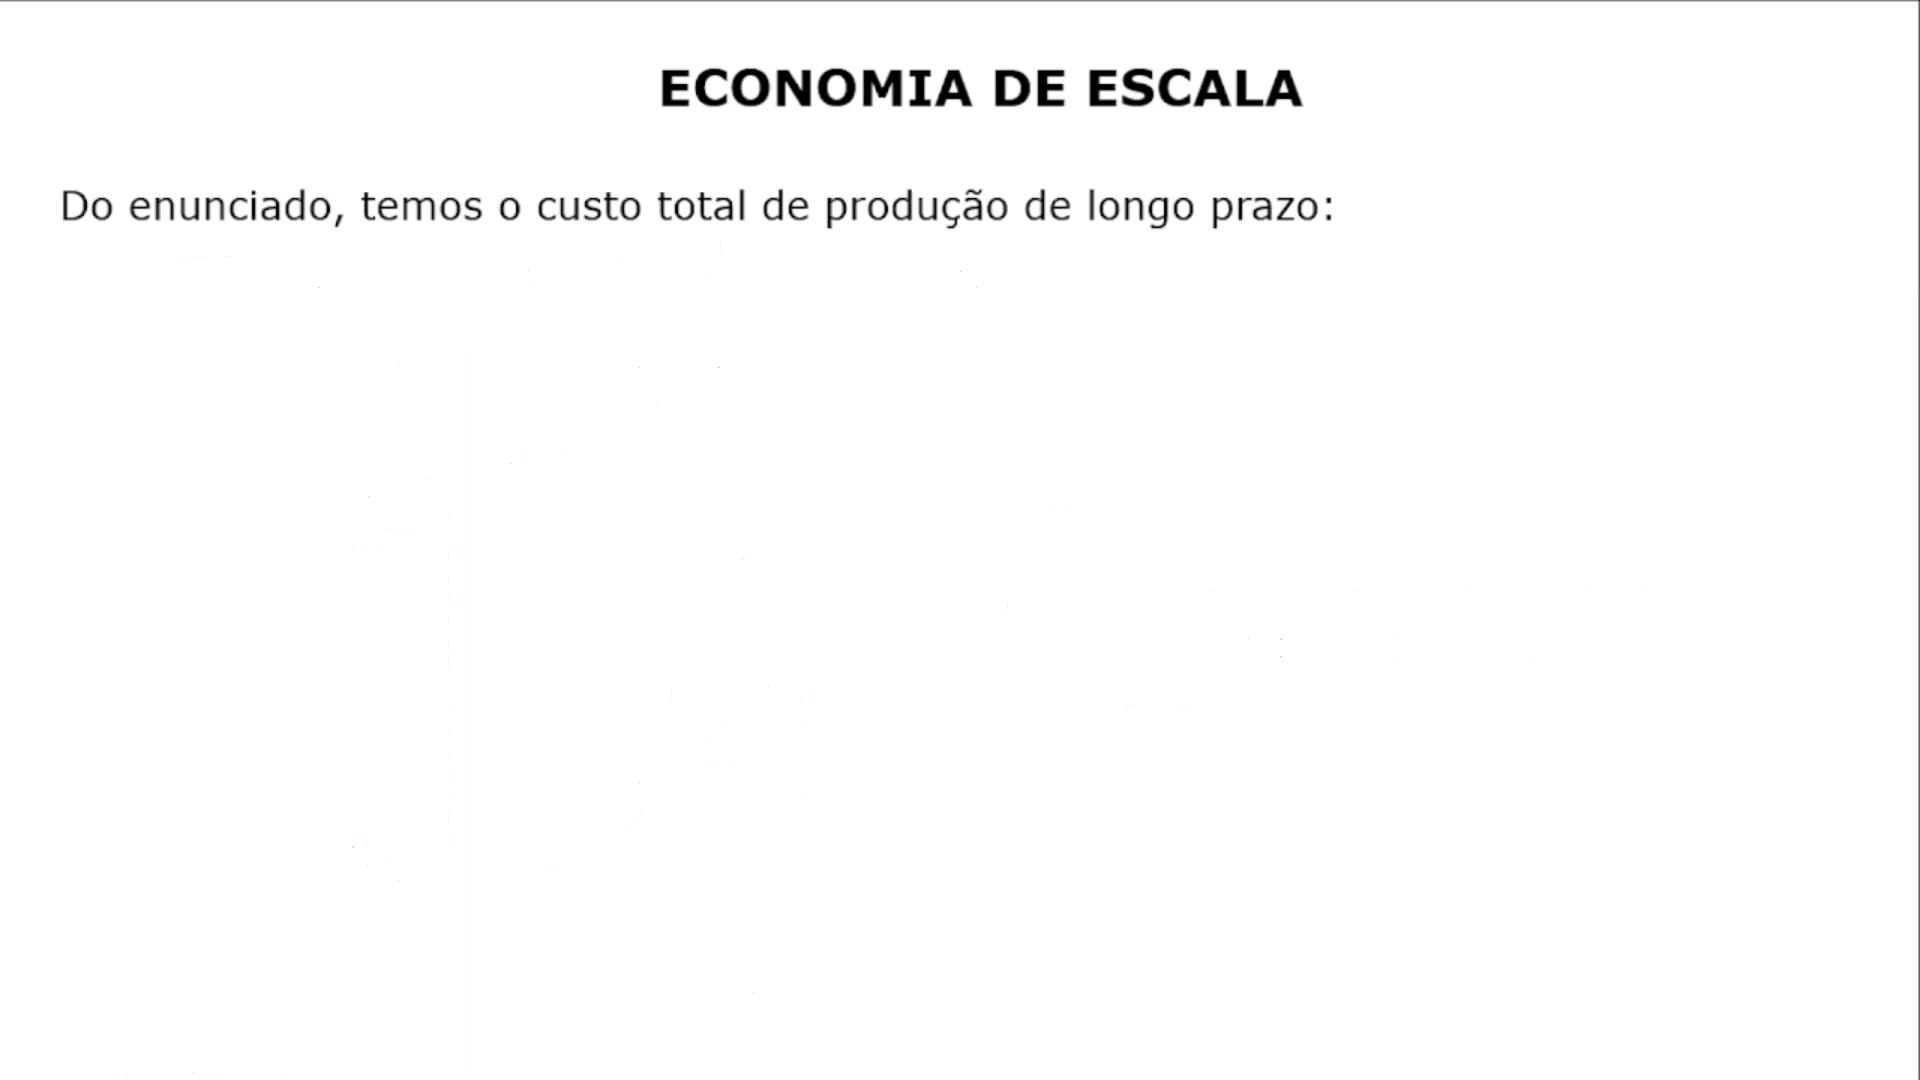 ECONOMIA DE ESCALA
Do enunciado, temos o custo total de produção de longo prazo: